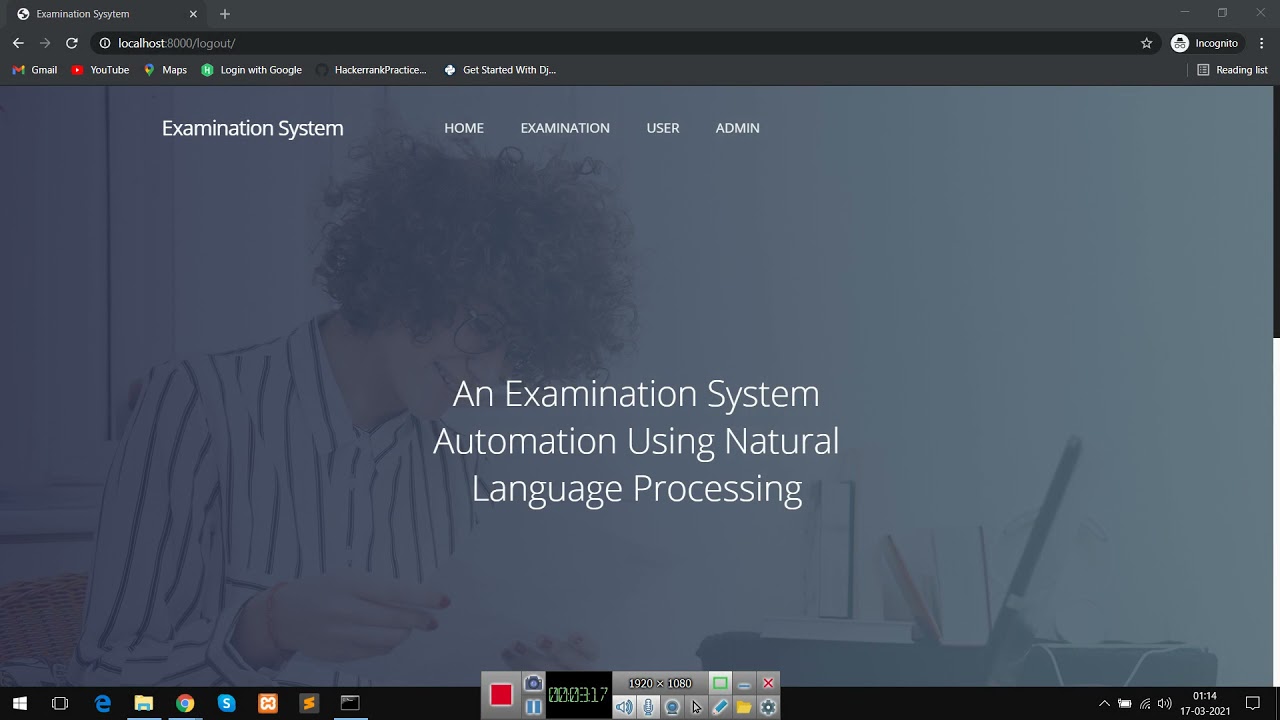 Examination Sysytem
localhost:8000/logout/
Incognito
Gmail
YouTube
Maps
Login with Google
HackerrankPractice...
Get Started With Dj...
Reading list
Examination System
HOME
EXAMINATION
USER
ADMIN
An Examination System
Automation Using Natural
Language Processing
00:03:17
1920 × 1080
01:14
17-03-2021